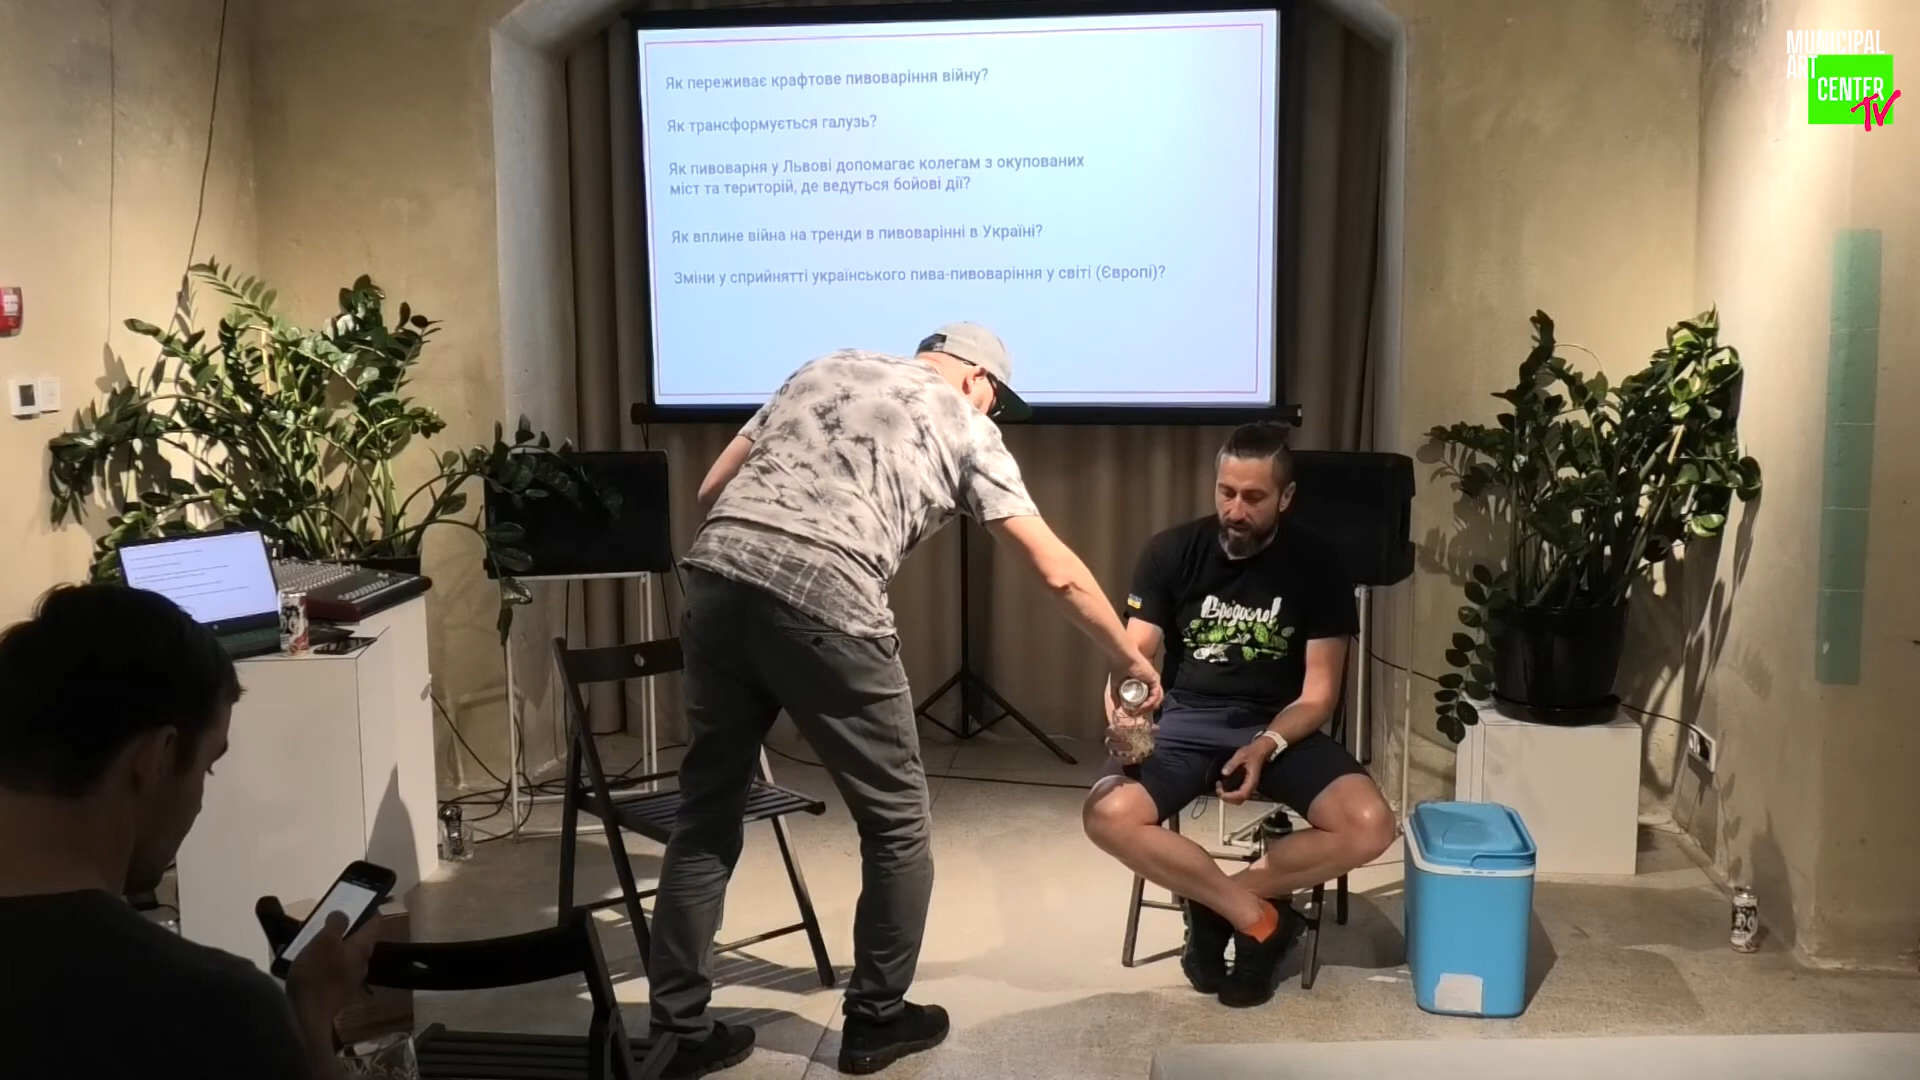 Як переживає крафтове пивоваріння війну?
Як трансформується галузь?
Як пивоварня у Львові допомагає колегам з окупованих
міст та територій, де ведуться бойові дії?
Як вплине війна на тренди в пивоварінні в Україні?
Зміни у сприйнятті українського пива-пивоваріння у світі (Європі)?
MUNICIPAL
ART
CENTER
TV